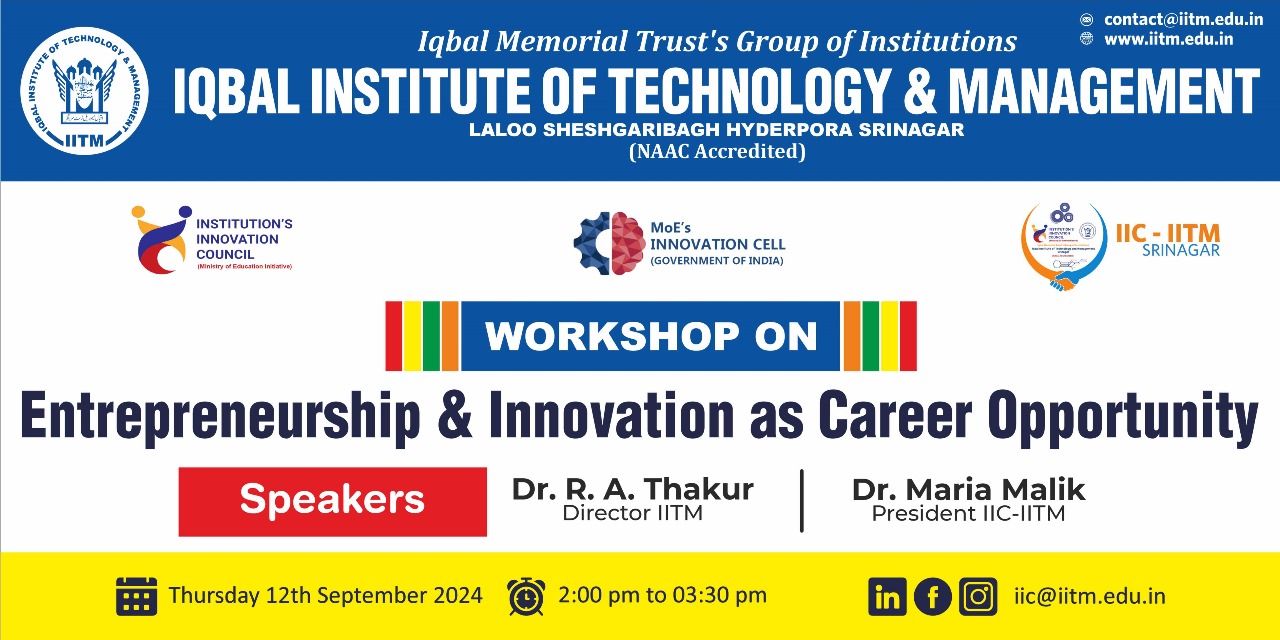 contact@iitm.edu.in
www.iitm.edu.in
Iqbal Memorial Trust's Group of Institutions
IQBAL INSTITUTE OF TECHNOLOGY & MANAGEMENT
LALOO SHESHGARIBAGH HYDERPORA SRINAGAR
(NAAC Accredited)
IQBAL INSTITUTE OF TECHNOLOGY & MANAGEMENT
IITM
INSTITUTION'S
INNOVATION
COUNCIL
(Ministry of Education Initiative)
MoE's
INNOVATION CELL
(GOVERNMENT OF INDIA)
INSTITUTION'S
INNOVATION
COUNCIL
IIC - IITM
SRINAGAR
WORKSHOP ON
Entrepreneurship & Innovation as Career Opportunity
Speakers
Dr. R. A. Thakur
Director IITM
Dr. Maria Malik
President IIC-IITM
Thursday 12th September 2024
2:00 pm to 03:30 pm
in f
iic@iitm.edu.in